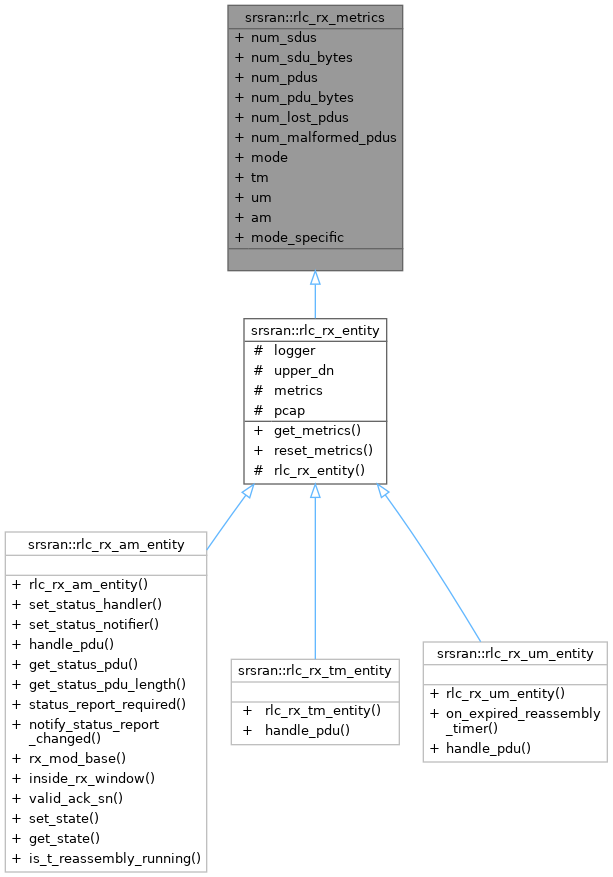 srsran::rlc_rx_metrics
+ num_sdus
+ num_sdu_bytes
+ num_pdus
+ num_pdu_bytes
+ num_lost_pdus
+ num_malformed_pdus
+ mode
+ tm
+ um
+ am
+ mode_specific
srsran::rlc_rx_entity
# logger
# upper_dn
# metrics
# pcap
+ get_metrics()
+ reset_metrics()
# rlc_rx_entity()
srsran::rlc_rx_am_entity
+ rlc_rx_am_entity()
+ set_status_handler()
+ set_status_notifier()
+ handle_pdu()
+ get_status_pdu()
+ get_status_pdu_length()
+ status_report_required()
+ notify_status_report
_changed()
+ rx_mod_base()
+ inside_rx_window()
+ valid_ack_sn()
+ set_state()
+ get_state()
+ is_t_reassembly_running()
srsran::rlc_rx_tm_entity
+ rlc_rx_tm_entity()
+ handle_pdu()
srsran::rlc_rx_um_entity
+ rlc_rx_um_entity()
+ on_expired_reassembly
_timer()
+ handle_pdu()